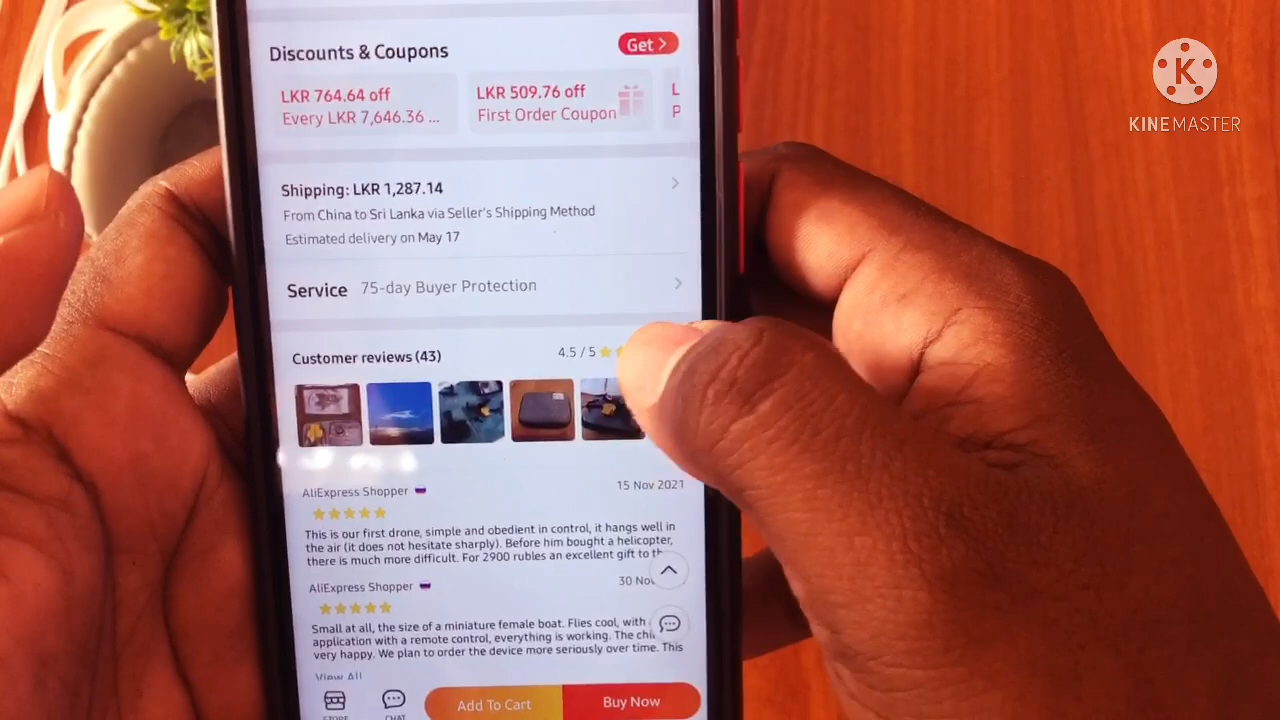 Discounts & Coupons
Get >
LKR 764.64 off
Every LKR 7,646.36 ...
LKR 509.76 off
First Order Coupon
L
P
K
KINEMASTER
Shipping: LKR 1,287.14
From China to Sri Lanka via Seller's Shipping Method
Estimated delivery on May 17
Service 75-day Buyer Protection
Customer reviews (43)
4.5 / 5
AliExpress Shopper
15 Nov 2021
This is our first drone, simple and obedient in control, it hangs well in
the air (it does not hesitate sharply). Before him bought a helicopter,
there is much more difficult. For 2900 rubles an excellent gift to
AliExpress Shopper
30 Nov
Small at all, the size of a miniature female boat. Flies cool, with
application with a remote control, everything is working. The
very happy. We plan to order the device more seriously over time. This
View All
STORE
CHAT
Add To Cart
Buy Now